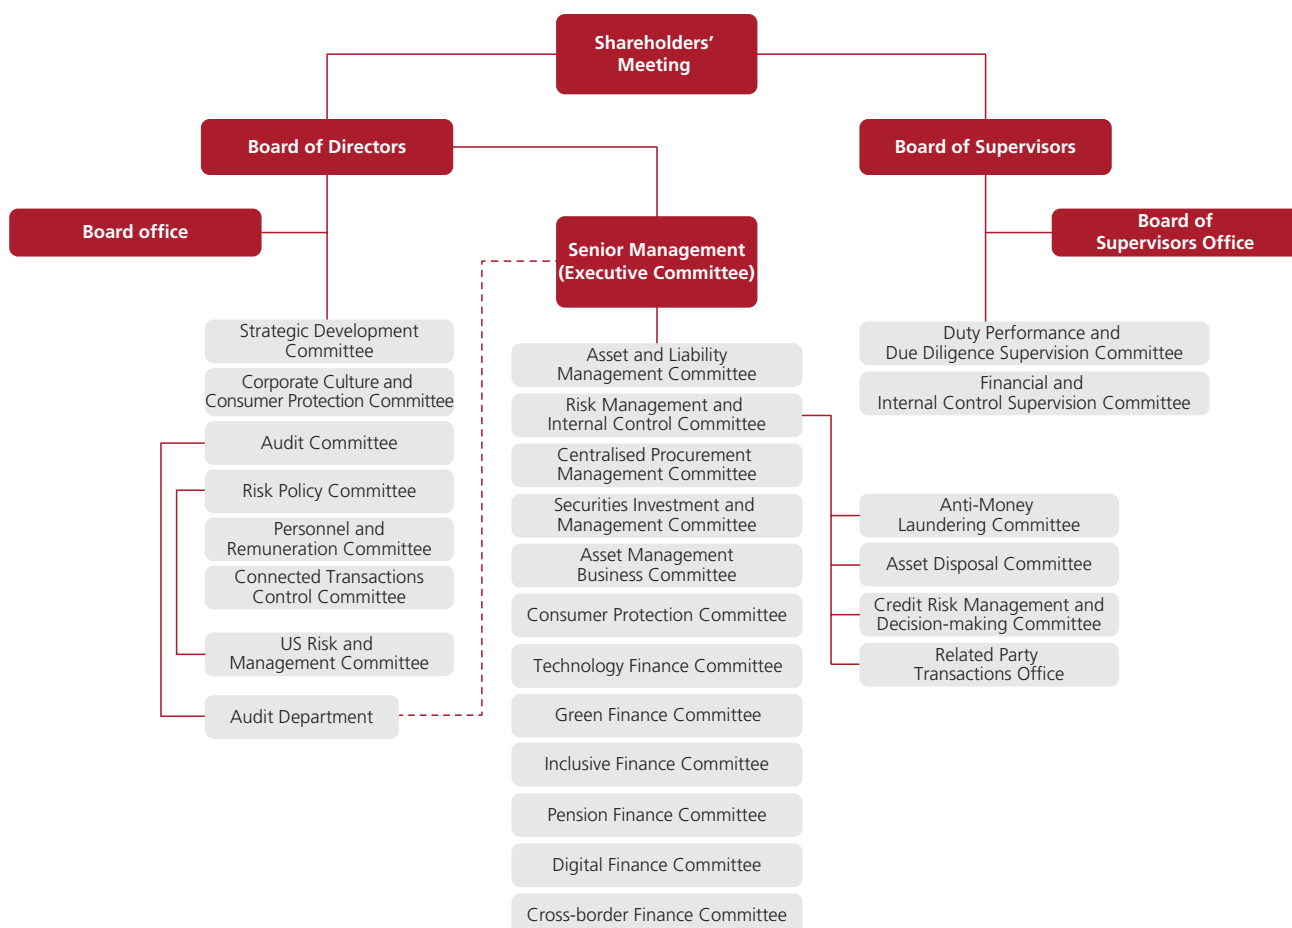 Shareholders’
Meeting
Board of Directors
Board of Supervisors
Board office
Board of
Supervisors Office
Senior Management
(Executive Committee)
Strategic Development
Committee
Corporate Culture and
Consumer Protection Committee
Audit Committee
Risk Policy Committee
Personnel and
Remuneration Committee
Connected Transactions
Control Committee
US Risk and
Management Committee
Audit Department
Asset and Liability
Management Committee
Risk Management and
Internal Control Committee
Centralised Procurement
Management Committee
Securities Investment and
Management Committee
Asset Management
Business Committee
Consumer Protection Committee
Technology Finance Committee
Green Finance Committee
Inclusive Finance Committee
Pension Finance Committee
Digital Finance Committee
Cross-border Finance Committee
Duty Performance and
Due Diligence Supervision Committee
Financial and
Internal Control Supervision Committee
Anti-Money
Laundering Committee
Asset Disposal Committee
Credit Risk Management and
Decision-making Committee
Related Party
Transactions Office